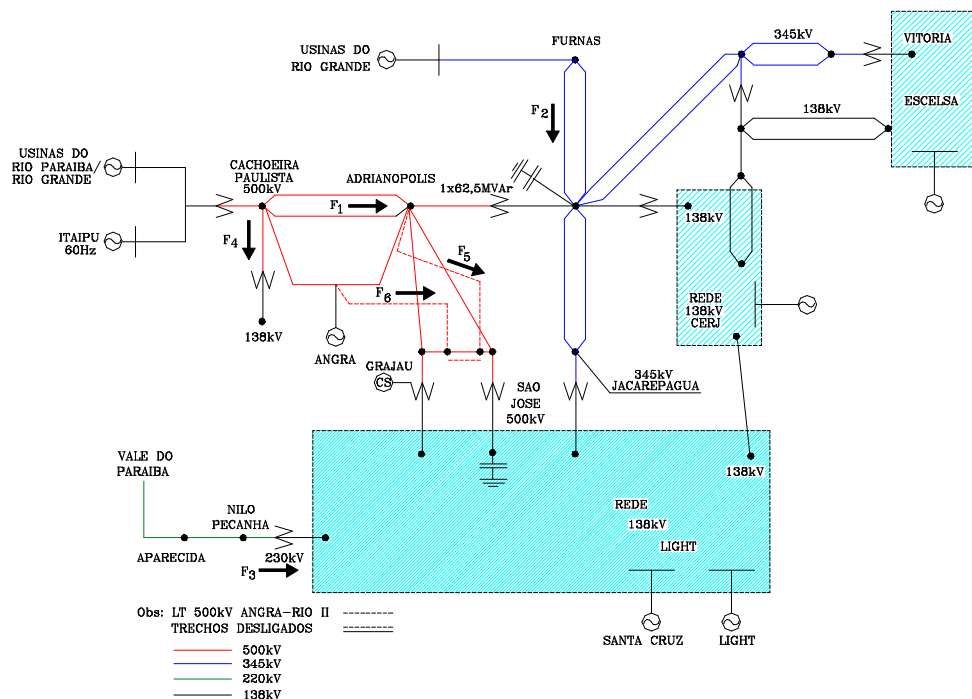 345kV
VITORIA
USINAS DO
RIO GRANDE
FURNAS
ESCELSA
138kV
F2
USINAS DO
RIO PARAIBA/
RIO GRANDE
CACHOEIRA
PAULISTA
500kV
ADRIANOPOLIS
1x62,5MVAr
F1
138kV
ITAIPU
60Hz
F4
F5
F6
REDE
138kV
CERJ
138kV
ANGRA
GRAJAU
CS
SAO
JOSE
500kV
345kV
JACAREPAGUA
VALE DO
PARAIBA
138kV
NILO
PECANHA
REDE
138kV
LIGHT
APARECIDA
230kV
F3
Obs: LT 500kV ANGRA-RIO II
TRECHOS DESLIGADOS
SANTA CRUZ
LIGHT
500kV
345kV
220kV
138kV